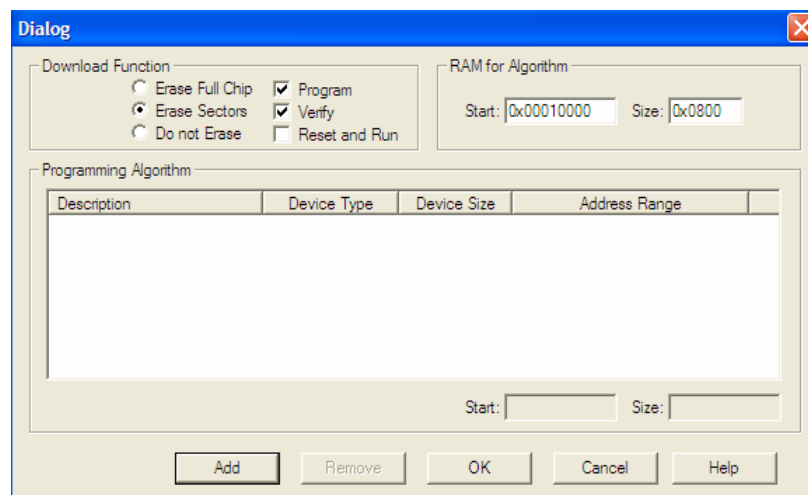 Dialog
Download Function
Erase Full Chip
Program
Erase Sectors
Verify
Do not Erase
Reset and Run
RAM for Algorithm
Start: 0x00010000 Size: 0x0800
Programming Algorithm
Description Device Type Device Size Address Range
Start: Size:
Add Remove OK Cancel Help